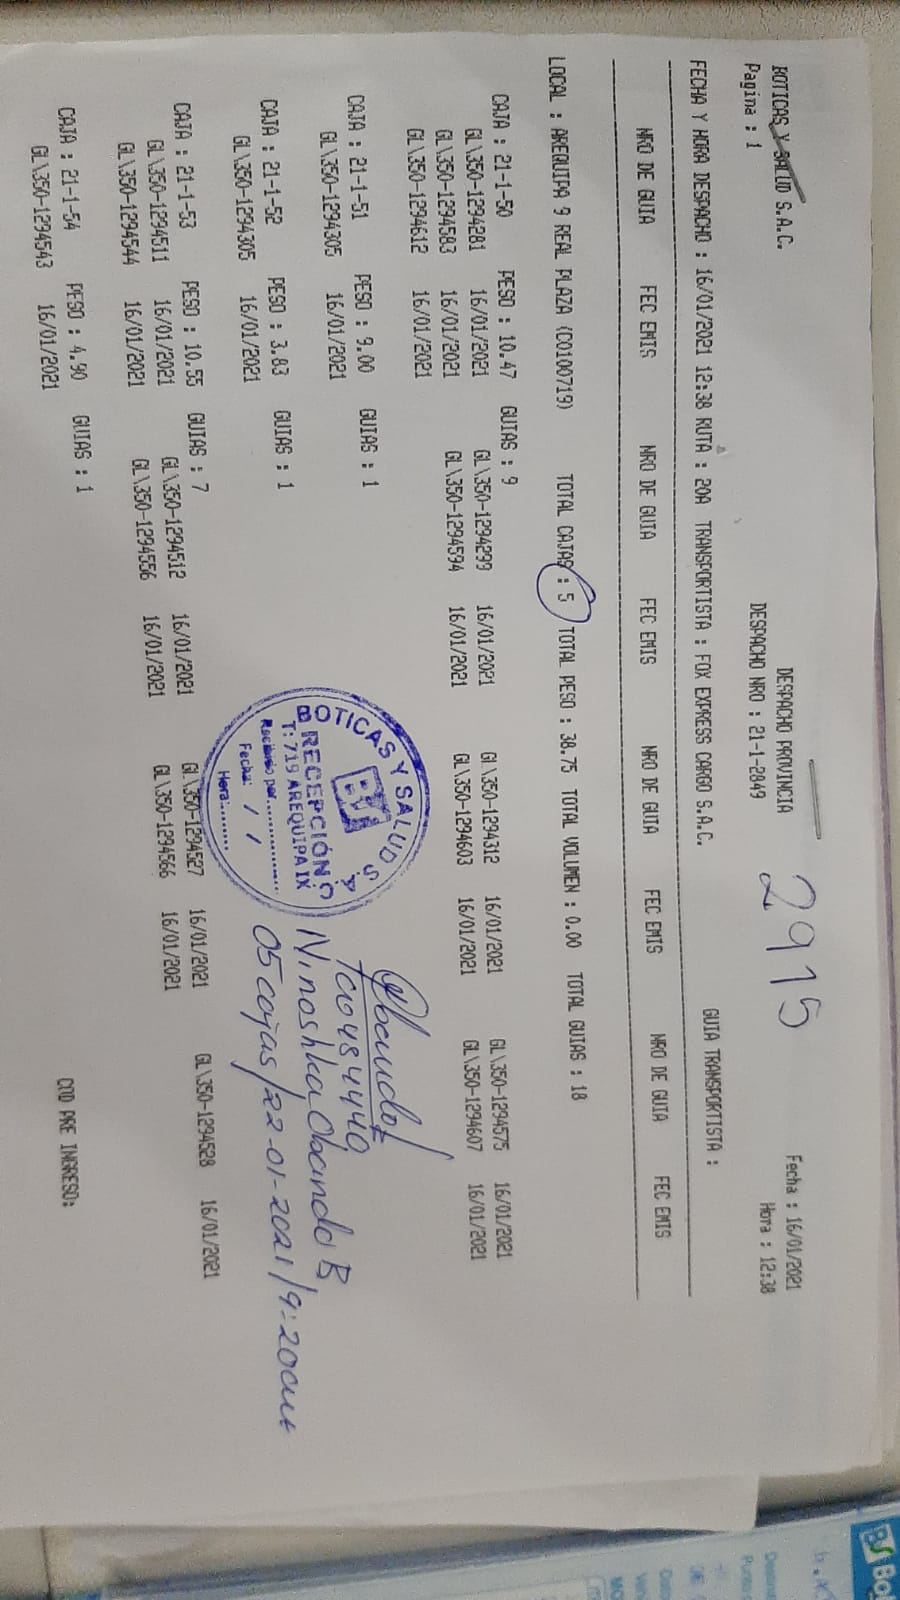 BOTICAS Y SALUD S.A.C. DESPACHO PROVINCIA 2915 Fecha : 16/01/2021
Pagina : 1 DESPACHO NRO : 21-1-2849 Hora : 12:38
FECHA Y HORA DESPACHO : 16/01/2021 12:38 RUTA : 20A TRANSPORTISTA : FOX EXPRESS CARGO S.A.C. GUIA TRANSPORTISTA :
NRO DE GUIA FEC EMIS NRO DE GUIA FEC EMIS NRO DE GUIA FEC EMIS NRO DE GUIA FEC EMIS
LOCAL : AREQUIPA 9 REAL PLAZA (C0100719) TOTAL CAJAS : 5 TOTAL PESO : 38.75 TOTAL VOLUMEN : 0.00 TOTAL GUIAS : 18
CAJA : 21-1-50 PESO : 10.47 GUIAS : 9
GL\350-1294281 16/01/2021 GL\350-1294299 16/01/2021 GL\350-1294312 16/01/2021 GL\350-1294575 16/01/2021
GL\350-1294583 16/01/2021 GL\350-1294594 16/01/2021 GL\350-1294603 16/01/2021 GL\350-1294607 16/01/2021
GL\350-1294612 16/01/2021
CAJA : 21-1-51 PESO : 9.00 GUIAS : 1
GL\350-1294305 16/01/2021
CAJA : 21-1-52 PESO : 3.83 GUIAS : 1
GL\350-1294305 16/01/2021
CAJA : 21-1-53 PESO : 10.55 GUIAS : 7
GL\350-1294511 16/01/2021 GL\350-1294512 16/01/2021 GL\350-1294527 16/01/2021 GL\350-1294528 16/01/2021
GL\350-1294544 16/01/2021 GL\350-1294556 16/01/2021 GL\350-1294566 16/01/2021
CAJA : 21-1-54 PESO : 4.90 GUIAS : 1 COD PRE INGRESO:
GL\350-1294543 16/01/2021
BOTICAS Y SALUD S.A.C.
BS
RECEPCIÓN
T: 719 AREQUIPA IX
Recibido por:
Fecha: / /
Hora:
Obando
Ninoshka Obando B
05 cajas/22-01-2021/9:20am